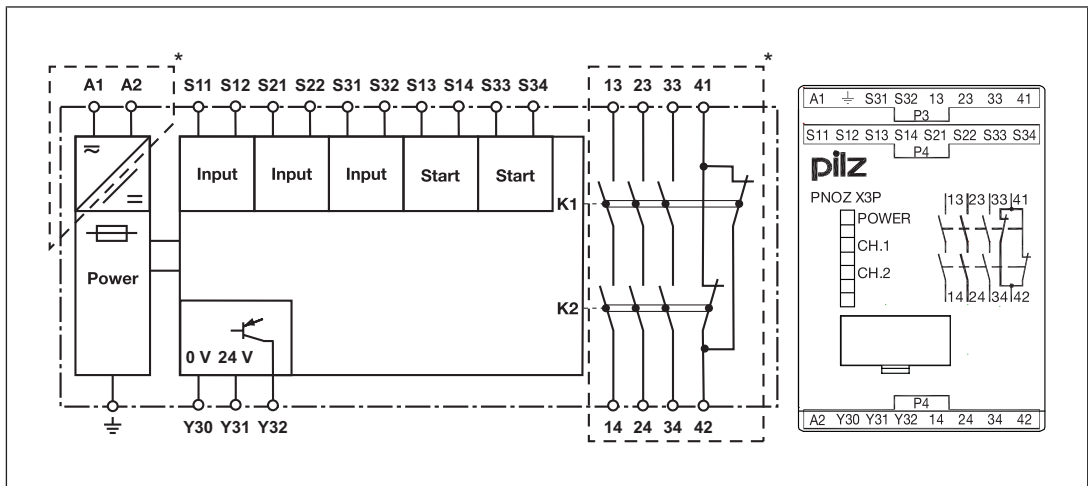 * *
A1 A2 S11 S12 S21 S22 S31 S32 S13 S14 S33 S34 13 23 33 41
Input Input Input Start Start
K1
Power
K2
0 V 24 V
Y30 Y31 Y32 14 24 34 42
A1 S31 S32 13 23 33 41
P3
S11 S12 S13 S14 S21 S22 S33 S34
P4
pilz
PNOZ X3P
13 23 33 41
POWER
CH.1
CH.2
14 24 34 42
P4
A2 Y30 Y31 Y32 14 24 34 42